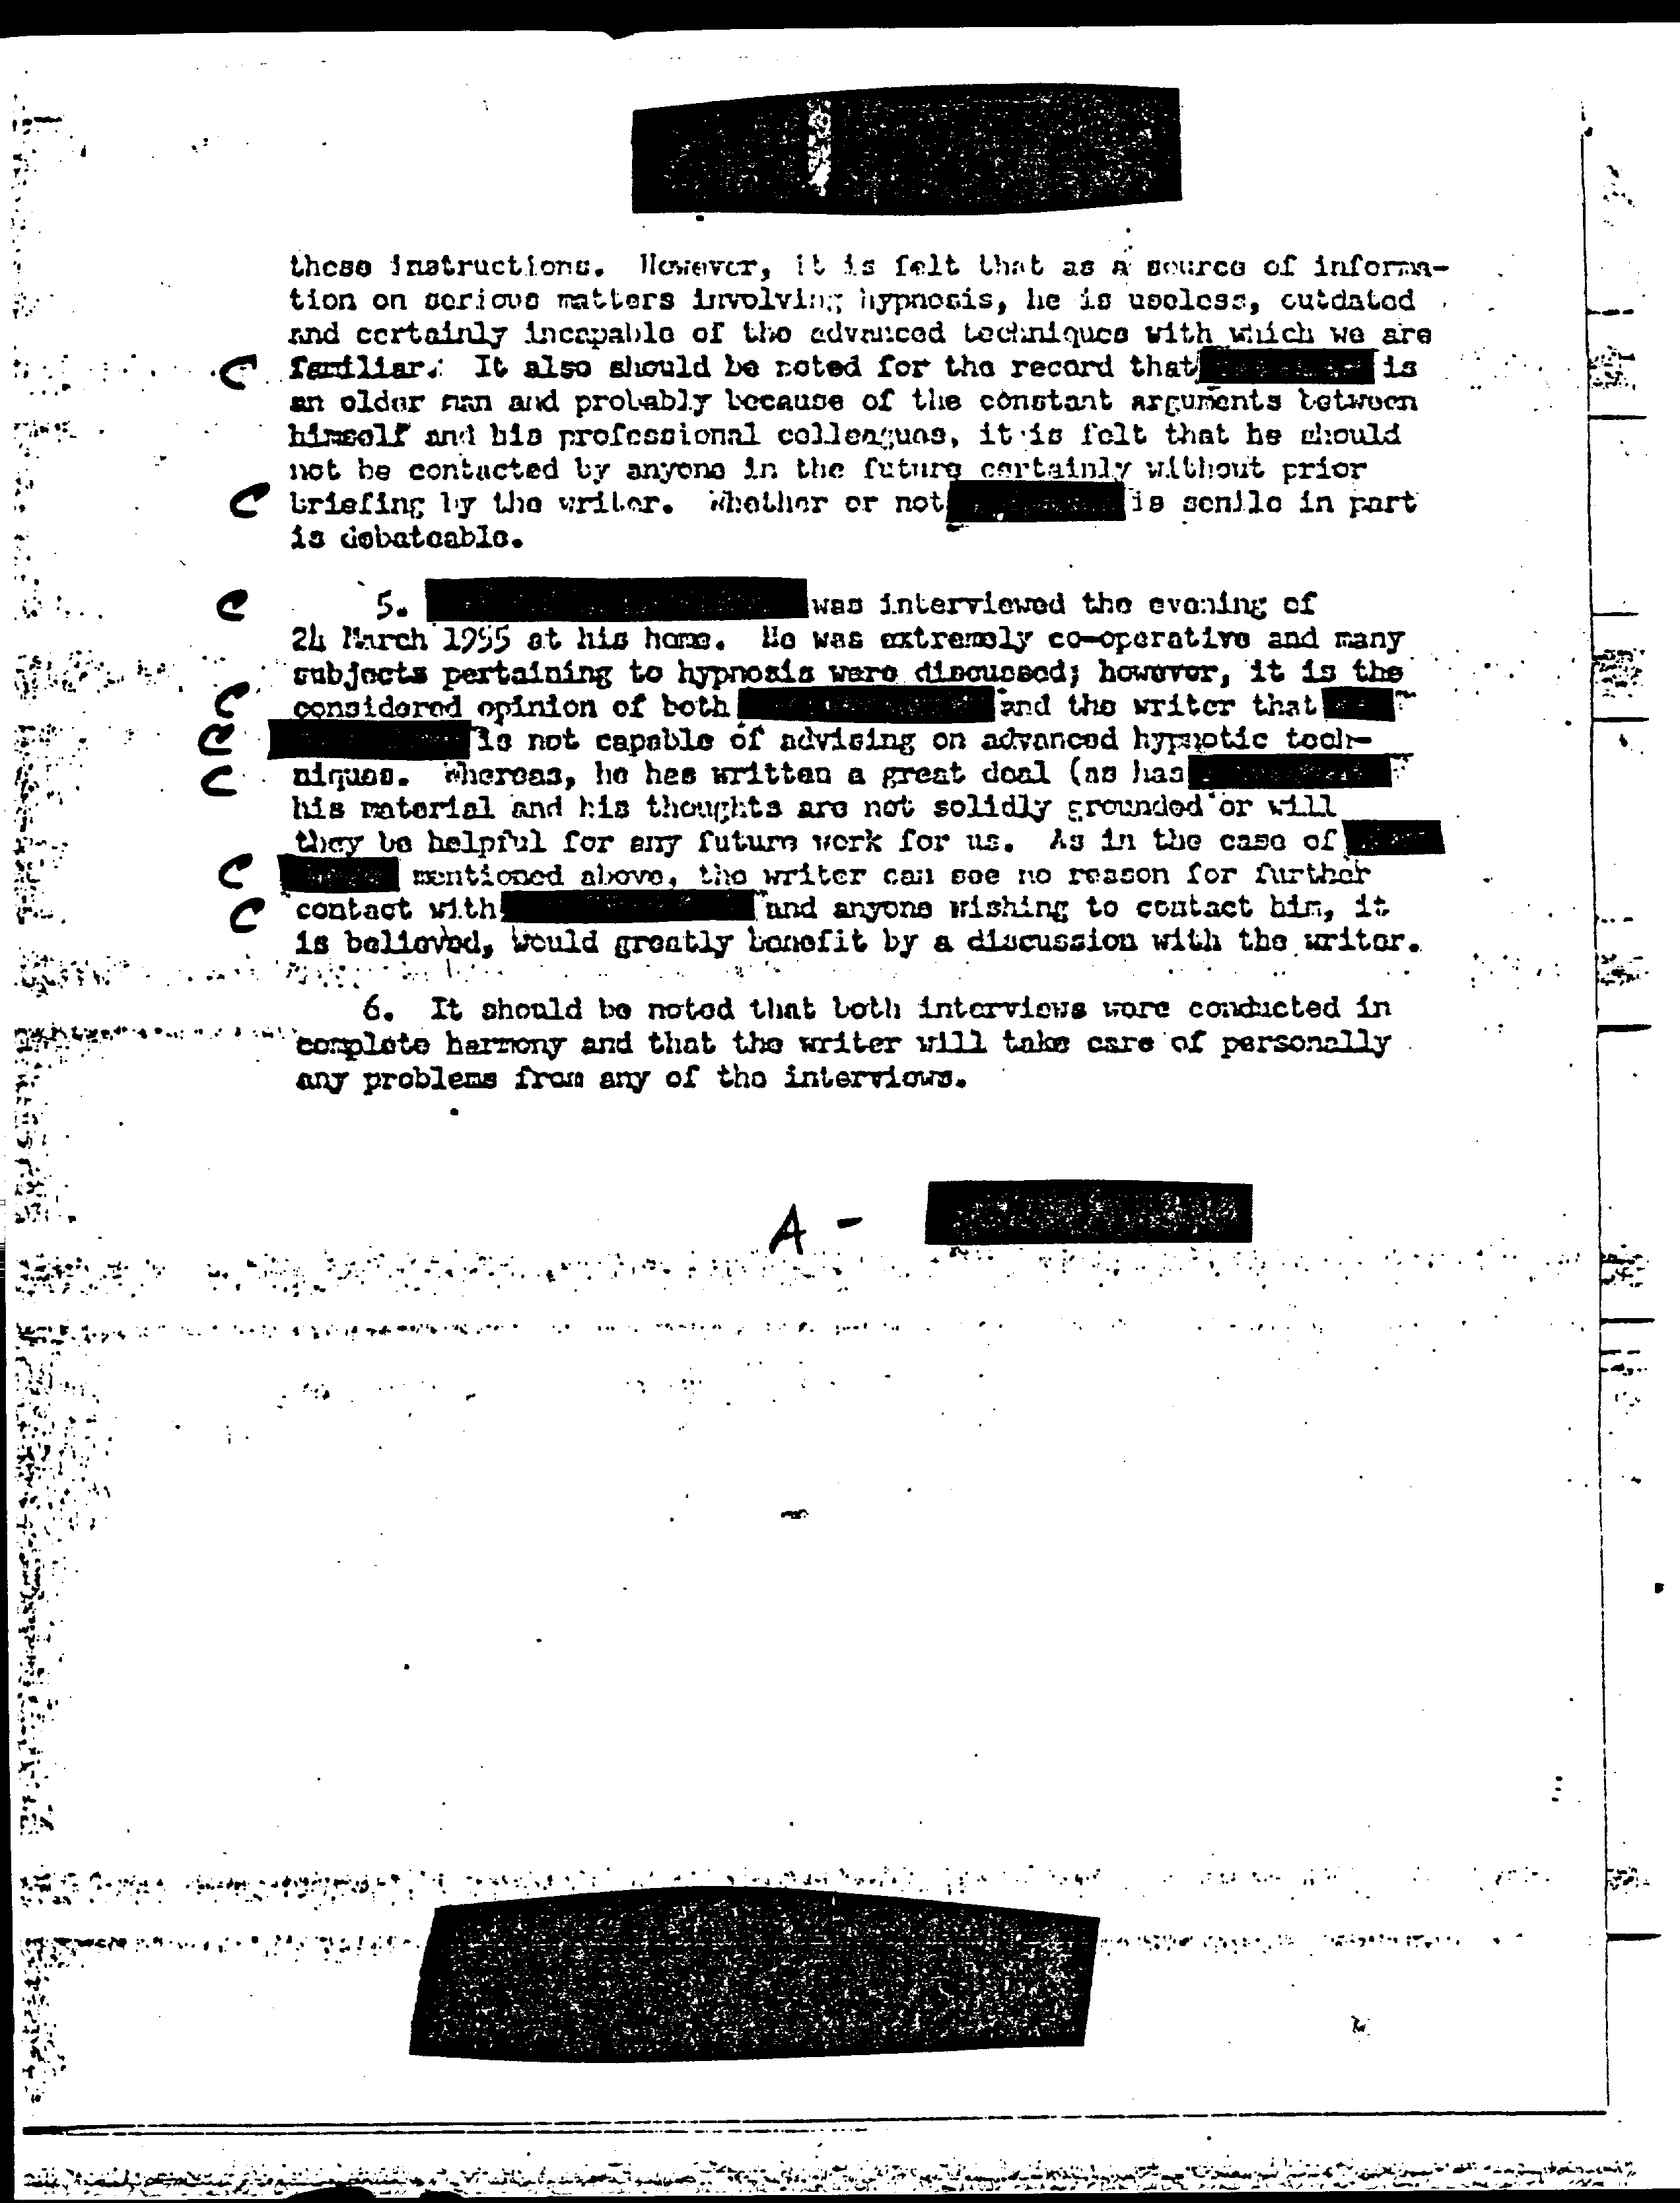 these instructions. However, it is felt that as a source of informa-
tion on serious matters involving hypnosis, he is useless, outdated
and certainly incapable of the advanced techniques with which we are
C familiar. It also should be noted for the record that is
an older man and probably because of the constant arguments between
himself and his professional colleagues, it is felt that he should
not be contacted by anyone in the future certainly without prior
C briefing by the writer. Whether or not is senile in part
is debateable.
C 5. was interviewed the evening of
24 March 1955 at his home. He was extremely co-operative and many
subjects pertaining to hypnosis were discussed; however, it is the
C considered opinion of both and the writer that
C is not capable of advising on advanced hypnotic tech-
C niques. Whereas, he has written a great deal (as has
his material and his thoughts are not solidly grounded or will
they be helpful for any future work for us. As in the case of
C mentioned above, the writer can see no reason for further
C contact with and anyone wishing to contact him, it
is believed, would greatly benefit by a discussion with the writer.
6. It should be noted that both interviews were conducted in
complete harmony and that the writer will take care of personally
any problems from any of the interviews.
A -